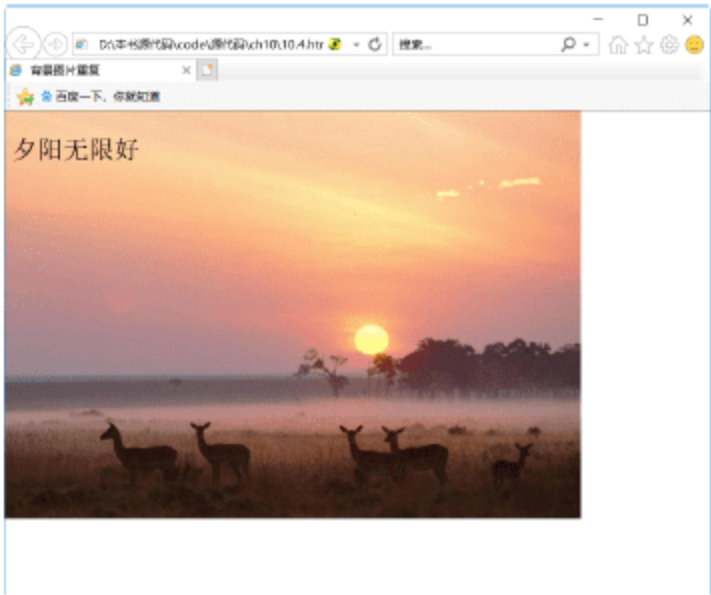 D:\本书源代码\code\源代码\ch10\10.4.htr
搜索...
背景图片重复
百度一下，你就知道
夕阳无限好